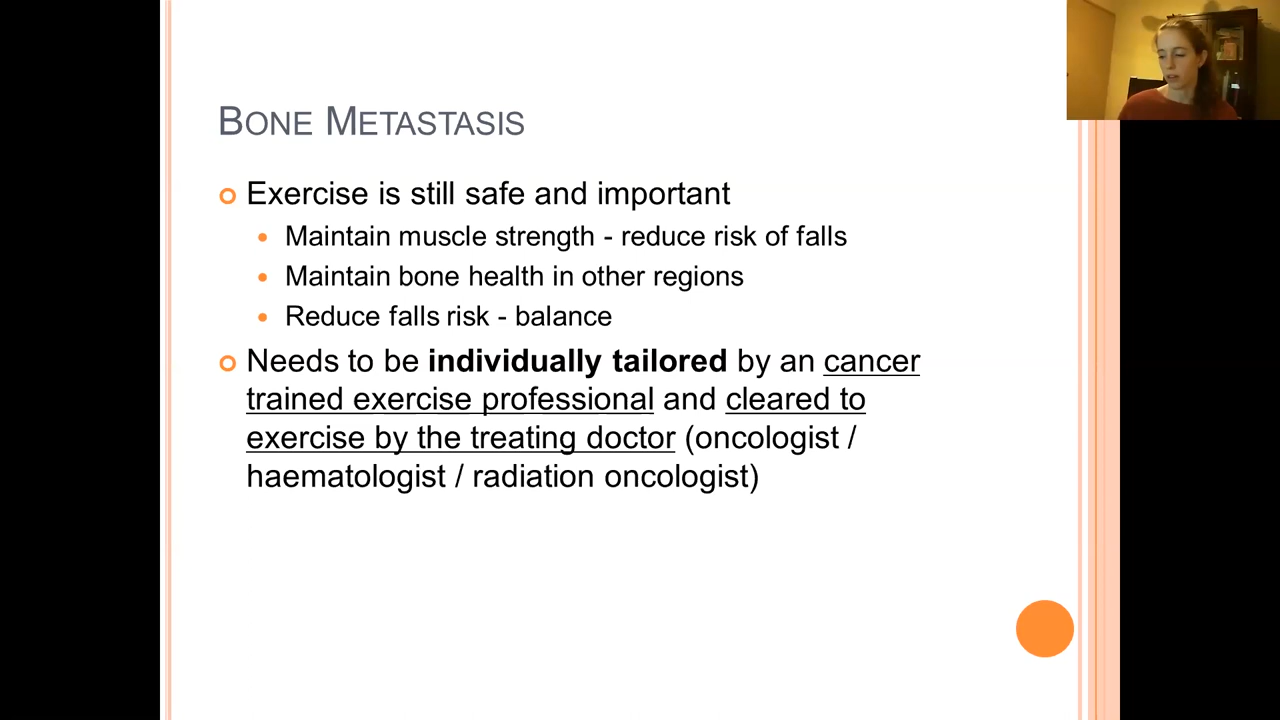 BONE METASTASIS
Exercise is still safe and important
Maintain muscle strength - reduce risk of falls
Maintain bone health in other regions
Reduce falls risk - balance
Needs to be individually tailored by an cancer
trained exercise professional and cleared to
exercise by the treating doctor (oncologist /
haematologist / radiation oncologist)